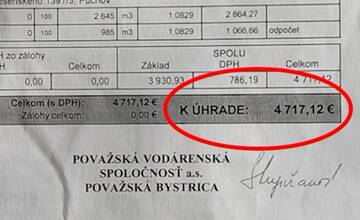 1391/3, Púchov
0 100 2 645 m3 1,0829 2 864,27
0 100 985 m3 1,0829 1 066,66 odpočet
SPOLU
DPH zo zálohy Celkom Základ DPH Celkom
0,00 0,00 3 930,93 786,19 4 717,12
Celkom (s DPH): 4 717,12 €
Zálohy celkom: 0,00 €
K ÚHRADE: 4 717,12 €
POVAŽSKÁ VODÁRENSKÁ
SPOLOČNOSŤ a.s.
POVAŽSKÁ BYSTRICA